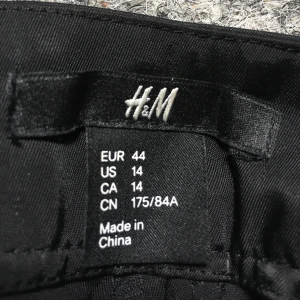 H&M
EUR 44
US 14
CA 14
CN 175/84A
Made in
China